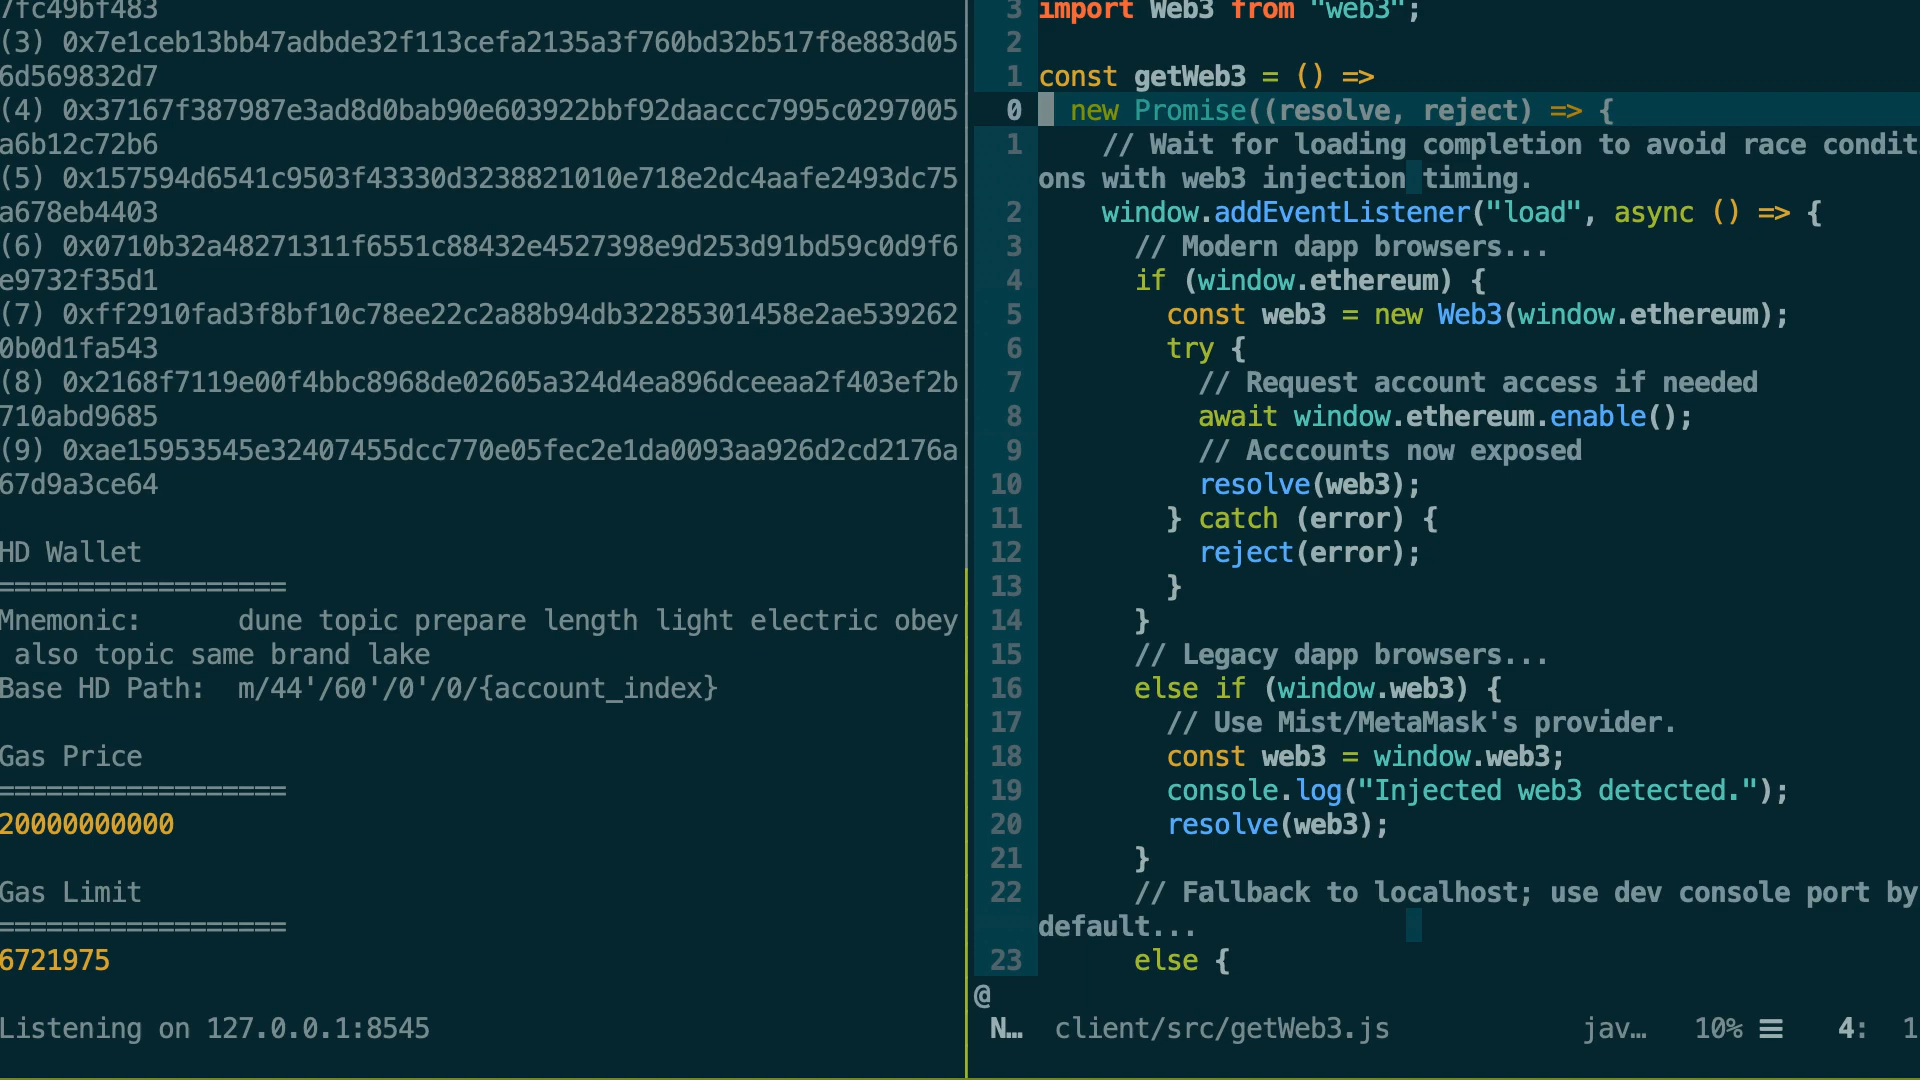 7fc49bf483
(3) 0x7e1ceb13bb47adbde32f113cefa2135a3f760bd32b517f8e883d05
6d569832d7
(4) 0x37167f387987e3ad8d0bab90e603922bbf92daaccc7995c0297005
a6b12c72b6
(5) 0x157594d6541c9503f43330d3238821010e718e2dc4aafe2493dc75
a678eb4403
(6) 0x0710b32a48271311f6551c88432e4527398e9d253d91bd59c0d9f6
e9732f35d1
(7) 0xff2910fad3f8bf10c78ee22c2a88b94db32285301458e2ae539262
0b0d1fa543
(8) 0x2168f7119e00f4bbc8968de02605a324d4ea896dceeaa2f403ef2b
710abd9685
(9) 0xae15953545e32407455dcc770e05fec2e1da0093aa926d2cd2176a
67d9a3ce64
HD Wallet
==================
Mnemonic:      dune topic prepare length light electric obey
 also topic same brand lake
Base HD Path:  m/44'/60'/0'/0/{account_index}
Gas Price
==================
20000000000
Gas Limit
==================
6721975
Listening on 127.0.0.1:8545
3 import Web3 from "web3";
2
1 const getWeb3 = () =>
0   new Promise((resolve, reject) => {
1     // Wait for loading completion to avoid race condit
ons with web3 injection timing.
2     window.addEventListener("load", async () => {
3       // Modern dapp browsers...
4       if (window.ethereum) {
5         const web3 = new Web3(window.ethereum);
6         try {
7           // Request account access if needed
8           await window.ethereum.enable();
9           // Acccounts now exposed
10           resolve(web3);
11         } catch (error) {
12           reject(error);
13         }
14       }
15       // Legacy dapp browsers...
16       else if (window.web3) {
17         // Use Mist/MetaMask's provider.
18         const web3 = window.web3;
19         console.log("Injected web3 detected.");
20         resolve(web3);
21       }
22       // Fallback to localhost; use dev console port by
default...
23       else {
@
N… client/src/getWeb3.js jav… 10% ☰ 4: 1